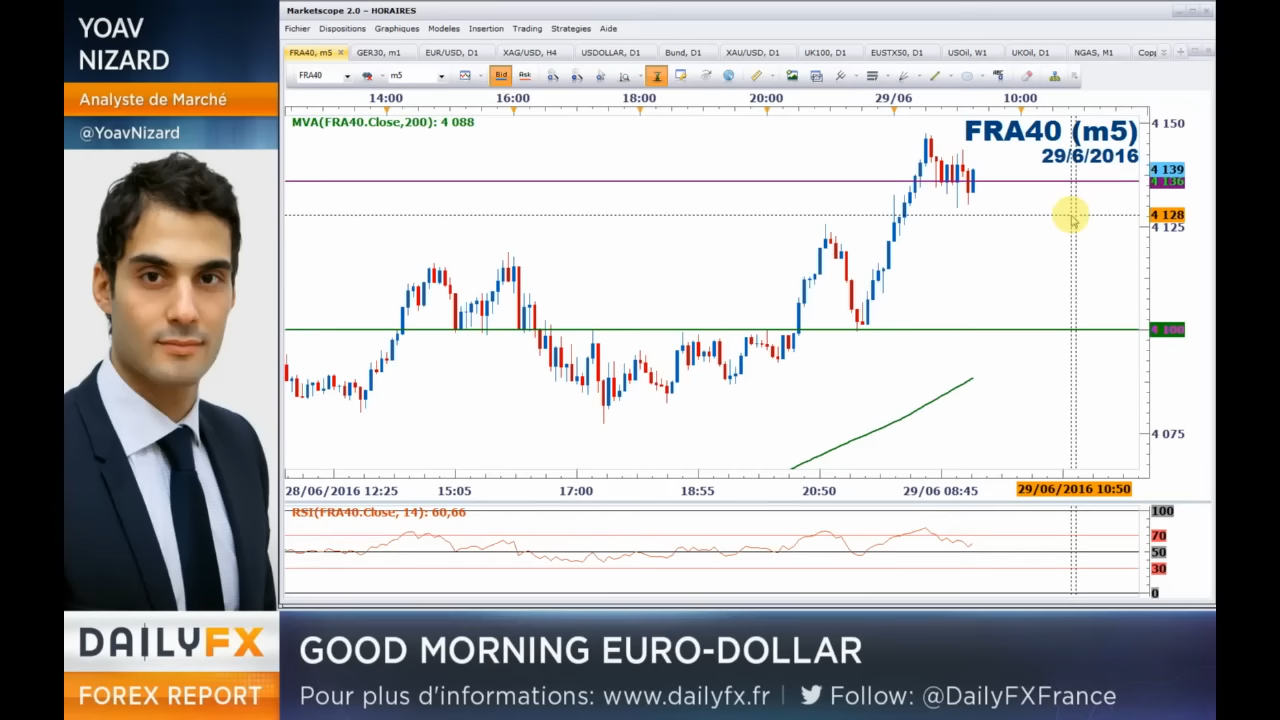 YOAV
NIZARD
Analyste de Marché
@YoavNizard
Marketscope 2.0 – HORAIRES
Fichier Dispositions Graphiques Modeles Insertion Trading Strategies Aide
FRA40, m5 GER30, m1 EUR/USD, D1 XAG/USD, H4 USDOLLAR, D1 Bund, D1 XAU/USD, D1 UK100, D1 EUSTX50, D1 USOil, W1 UKOil, D1 NGAS, M1
FRA40 m5 Bid Ask
14:00 16:00 18:00 20:00 29/06 10:00
MVA(FRA40.Close,200): 4 088
FRA40 (m5)
29/6/2016
4 150
4 139
4 136
4 128
4 125
4 100
4 075
28/06/2016 12:25 15:05 17:00 18:55 20:50 29/06 08:45 29/06/2016 10:50
RSI(FRA40.Close, 14): 60,66
100
70
50
30
0
DAILYFX
FOREX REPORT
GOOD MORNING EURO-DOLLAR
Pour plus d'informations: www.dailyfx.fr | Follow: @DailyFXFrance